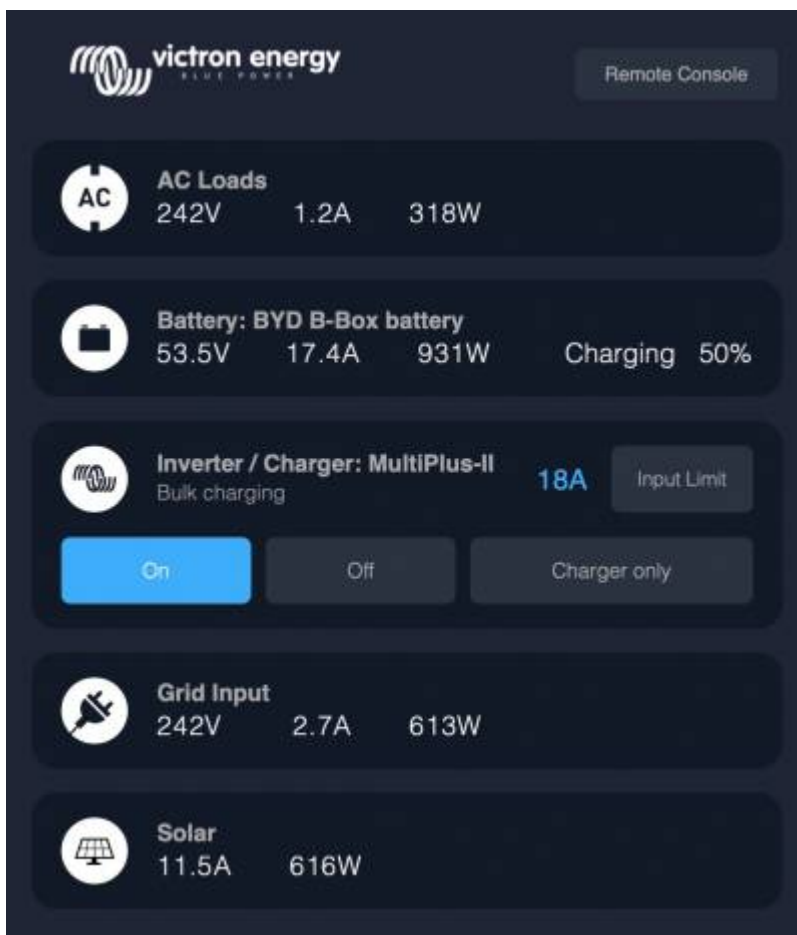 victron energy
BLUE POWER
Remote Console
AC
AC Loads
242V 1.2A 318W
Battery: BYD B-Box battery
53.5V 17.4A 931W Charging 50%
Inverter / Charger: MultiPlus-II
Bulk charging
18A
Input Limit
On Off Charger only
Grid Input
242V 2.7A 613W
Solar
11.5A 616W